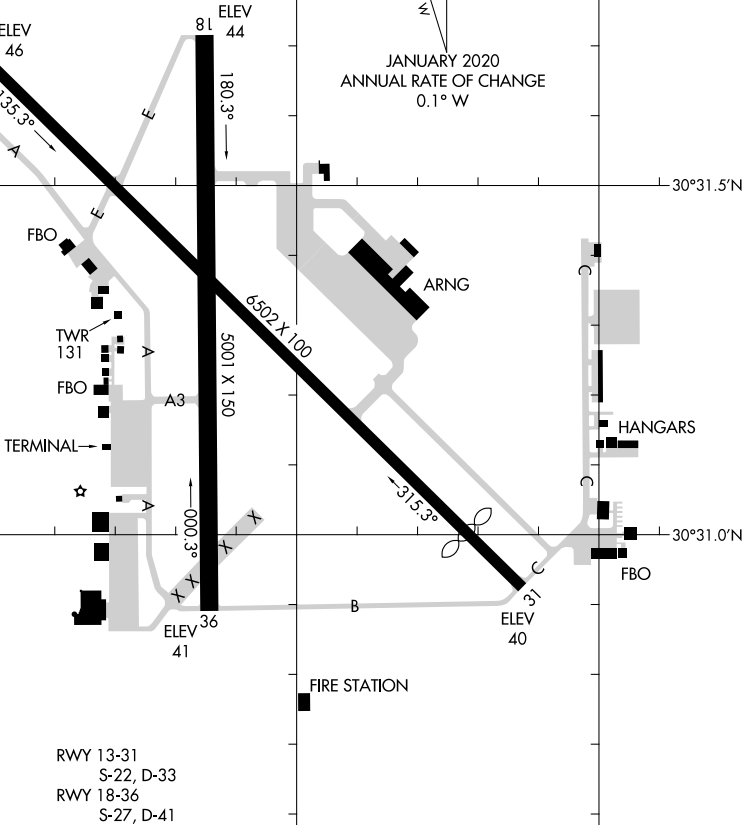 ELEV
46
135.3°
A
18
ELEV
44
180.3°
W
JANUARY 2020
ANNUAL RATE OF CHANGE
0.1° W
E
E
30°31.5'N
FBO
TWR
131
A
ARNG
C
6502 X 100
5001 X 150
FBO
A3
TERMINAL
HANGARS
A
000.3°
315.3°
C
X
X
X
X
30°31.0'N
C
FBO
31
ELEV
40
B
36
ELEV
41
FIRE STATION
RWY 13-31
S-22, D-33
RWY 18-36
S-27, D-41